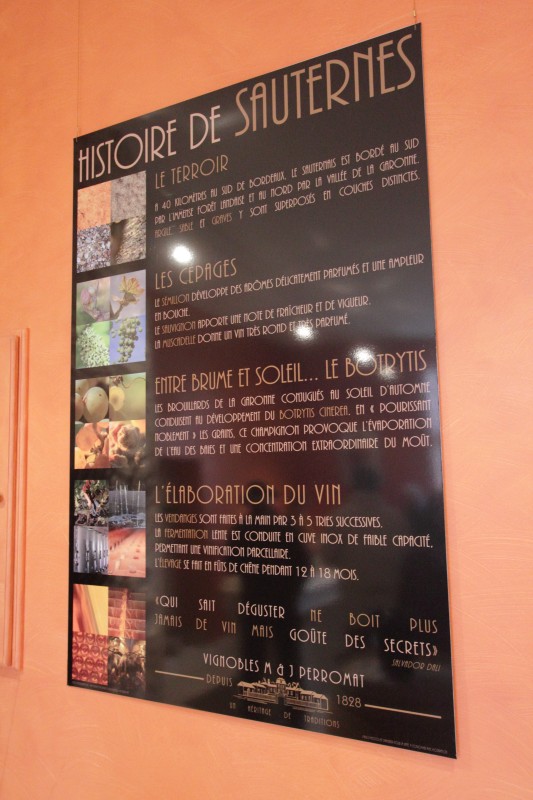 HISTOIRE DE SAUTERNES
LE TERROIR
A 40 KILOMÈTRES AU SUD DE BORDEAUX, LE SAUTERNAIS EST BORDÉ AU SUD
PAR L'IMMENSE FORÊT LANDAISE ET AU NORD PAR LA VALLÉE DE LA GARONNE.
ARGILE, SABLE ET GRAVES Y SONT SUPERPOSÉS EN COUCHES DISTINCTES.
LES CÉPAGES
LE SÉMILLON DÉVELOPPE DES ARÔMES DÉLICATEMENT PARFUMÉS ET UNE AMPLEUR
EN BOUCHE.
LE SAUVIGNON APPORTE UNE NOTE DE FRAÎCHEUR ET DE VIGUEUR.
LA MUSCADELLE DONNE UN VIN TRÈS ROND ET TRÈS PARFUMÉ.
ENTRE BRUME ET SOLEIL... LE BOTRYTIS
LES BROUILLARDS DE LA GARONNE CONJUGUÉS AU SOLEIL D'AUTOMNE
CONDUISENT AU DÉVELOPPEMENT DU BOTRYTIS CINEREA. EN « POURISSANT
NOBLEMENT » LES GRAINS, CE CHAMPIGNON PROVOQUE L'ÉVAPORATION
DE L'EAU DES BAIES ET UNE CONCENTRATION EXTRAORDINAIRE DU MOÛT.
L'ÉLABORATION DU VIN
LES VENDANGES SONT FAITES À LA MAIN PAR 3 À 5 TRIES SUCCESSIVES.
LA FERMENTATION LENTE EST CONDUITE EN CUVE INOX DE FAIBLE CAPACITÉ,
PERMETTANT UNE VINIFICATION PARCELLAIRE.
L'ÉLEVAGE SE FAIT EN FÛTS DE CHÊNE PENDANT 12 À 18 MOIS.
«QUI SAIT DÉGUSTER NE BOIT PLUS
JAMAIS DE VIN MAIS GOÛTE DES SECRETS»
SALVADOR DALI
VIGNOBLES M & J PERROMAT
DEPUIS 1828
UN HÉRITAGE DE TRADITIONS